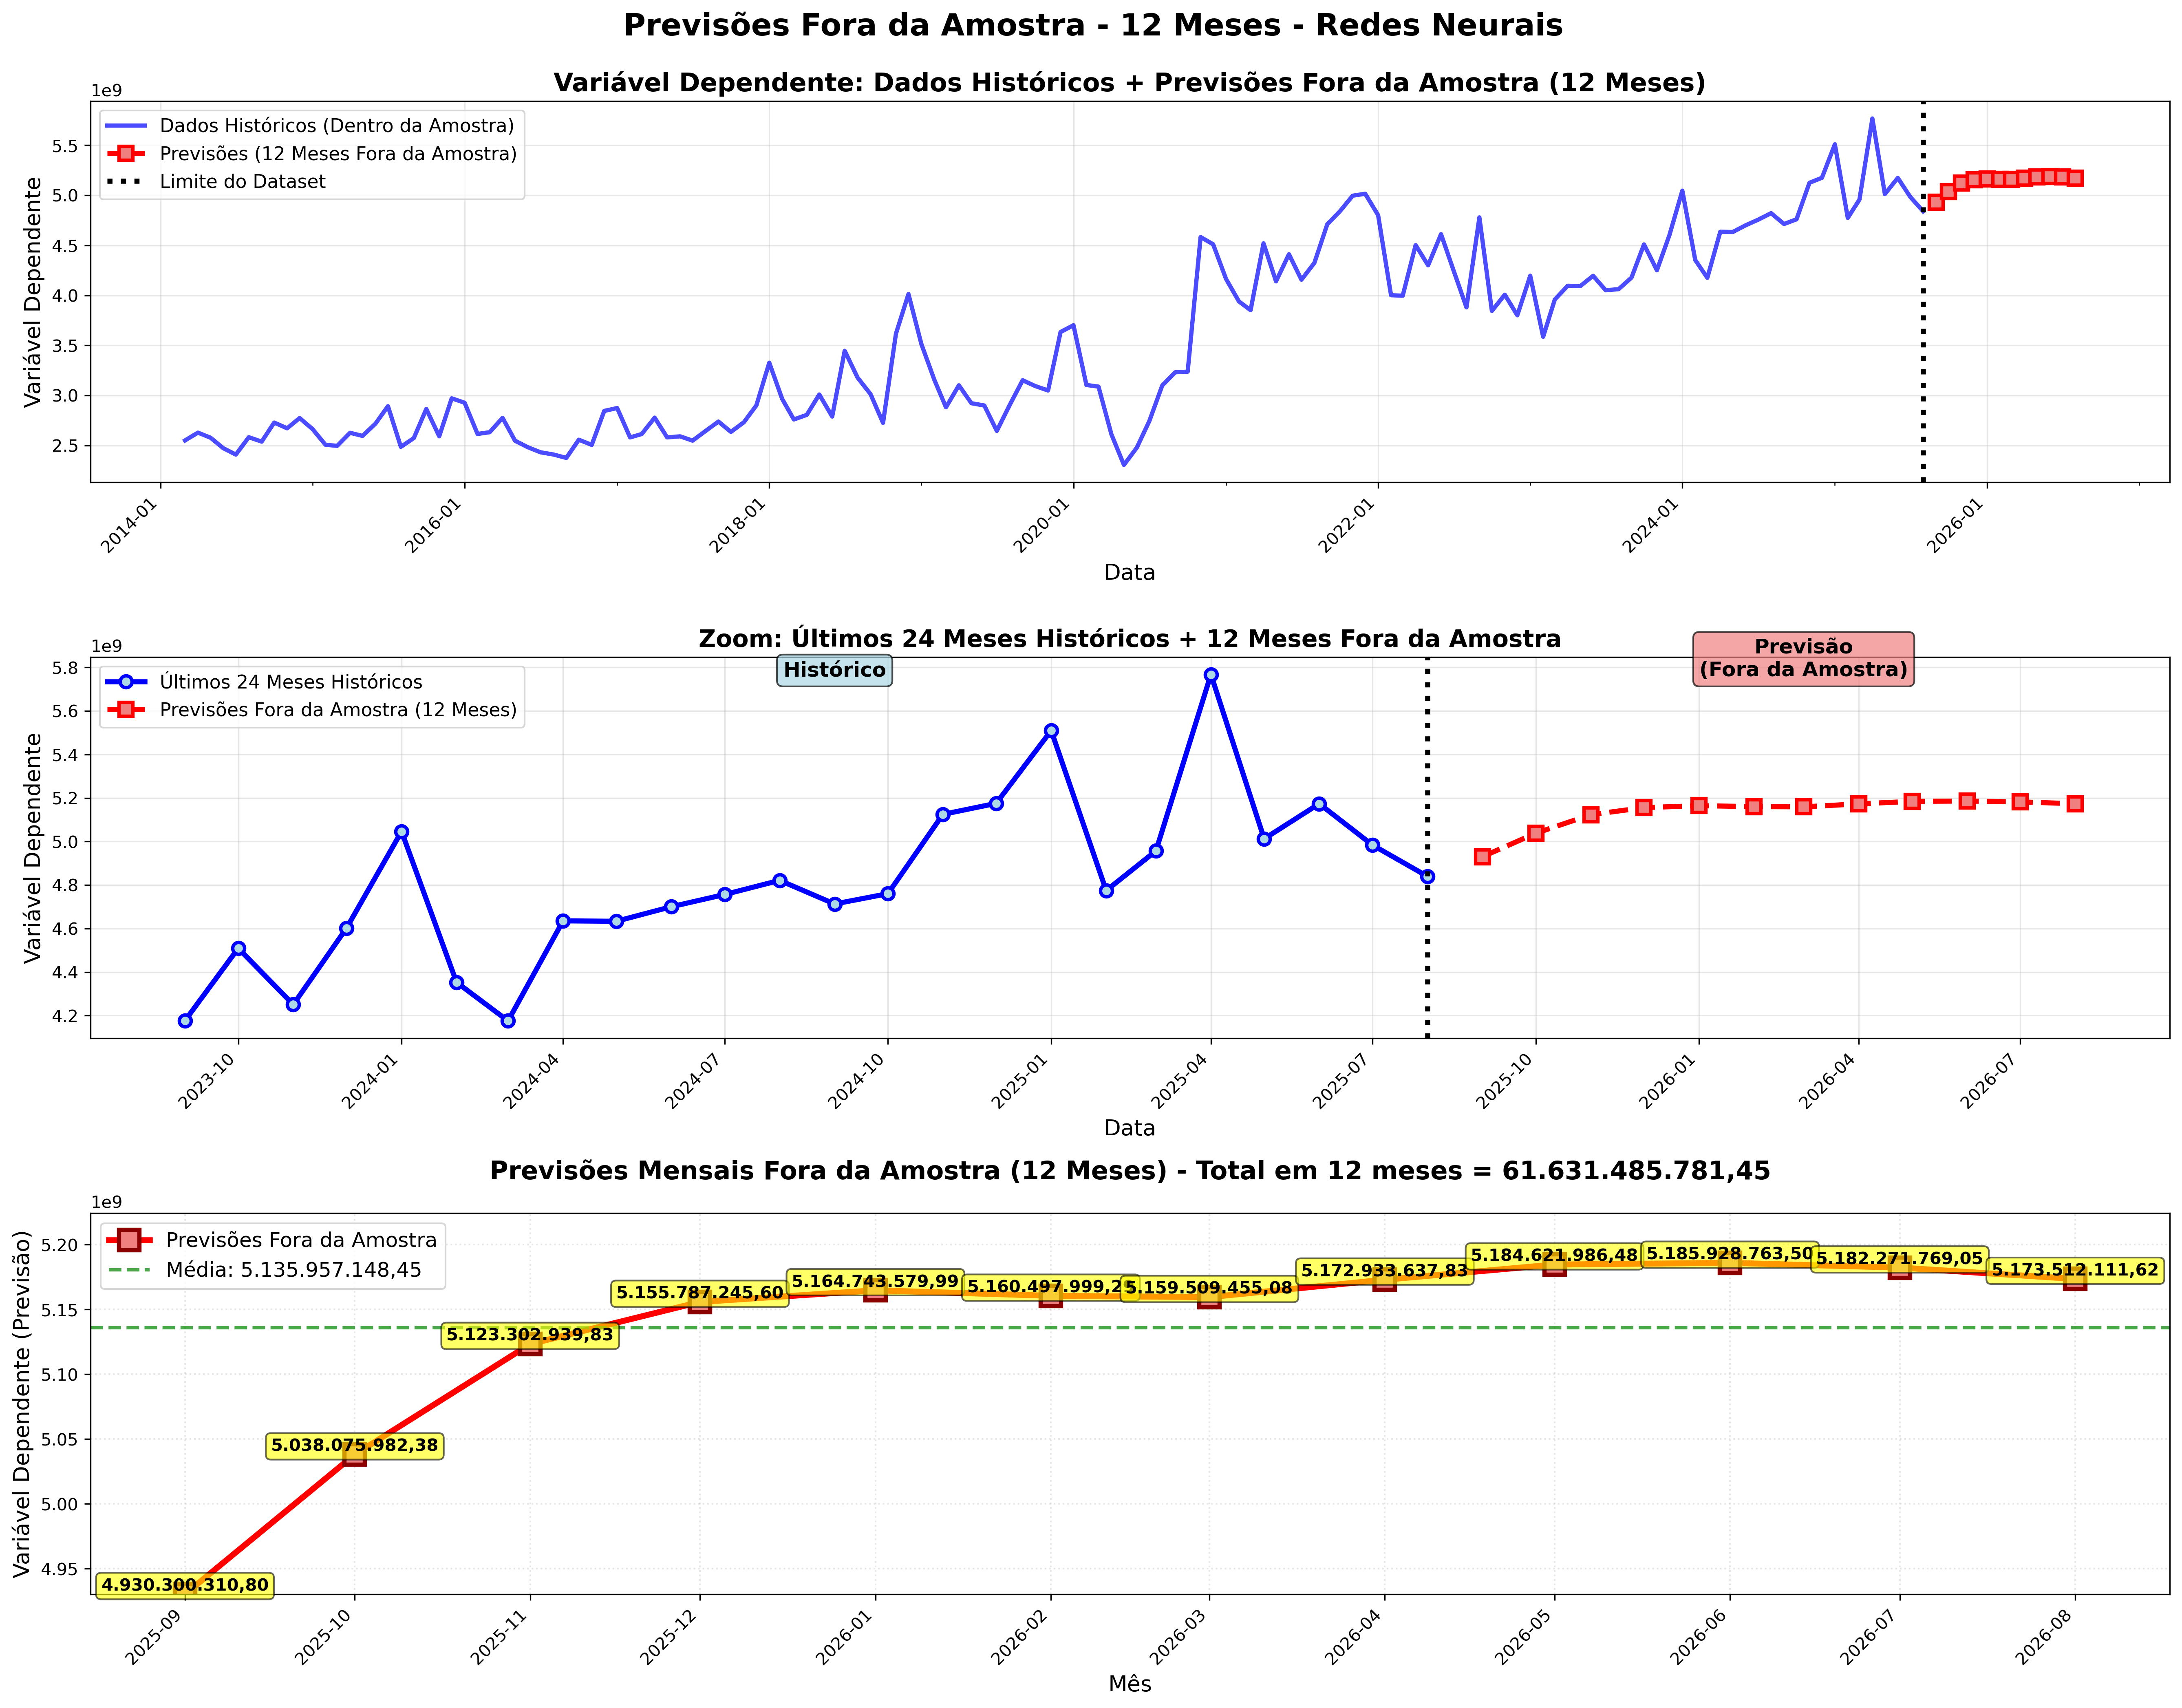 Previsões Fora da Amostra - 12 Meses - Redes Neurais
Variável Dependente: Dados Históricos + Previsões Fora da Amostra (12 Meses)
1e9
Dados Históricos (Dentro da Amostra)
Previsões (12 Meses Fora da Amostra)
Limite do Dataset
Variável Dependente
5.5
5.0
4.5
4.0
3.5
3.0
2.5
2014-01
2016-01
2018-01
2020-01
2022-01
2024-01
2026-01
Data
Zoom: Últimos 24 Meses Históricos + 12 Meses Fora da Amostra
1e9
Últimos 24 Meses Históricos
Previsões Fora da Amostra (12 Meses)
Histórico
Previsão
(Fora da Amostra)
Variável Dependente
5.8
5.6
5.4
5.2
5.0
4.8
4.6
4.4
4.2
2023-10
2024-01
2024-04
2024-07
2024-10
2025-01
2025-04
2025-07
2025-10
2026-01
2026-04
2026-07
Data
Previsões Mensais Fora da Amostra (12 Meses) - Total em 12 meses = 61.631.485.781,45
1e9
Previsões Fora da Amostra
Média: 5.135.957.148,45
Variável Dependente (Previsão)
5.20
5.15
5.10
5.05
5.00
4.95
4.930.300.310,80
5.038.075.982,38
5.123.302.939,83
5.155.787.245,60
5.164.743.579,99
5.159.509.455,08
5.172.933.637,83
5.184.621.986,48
5.185.928.763,50
5.182.271.769,05
5.173.512.111,62
2025-09
2025-10
2025-11
2025-12
2026-01
2026-02
2026-03
2026-04
2026-05
2026-06
2026-07
2026-08
Mês